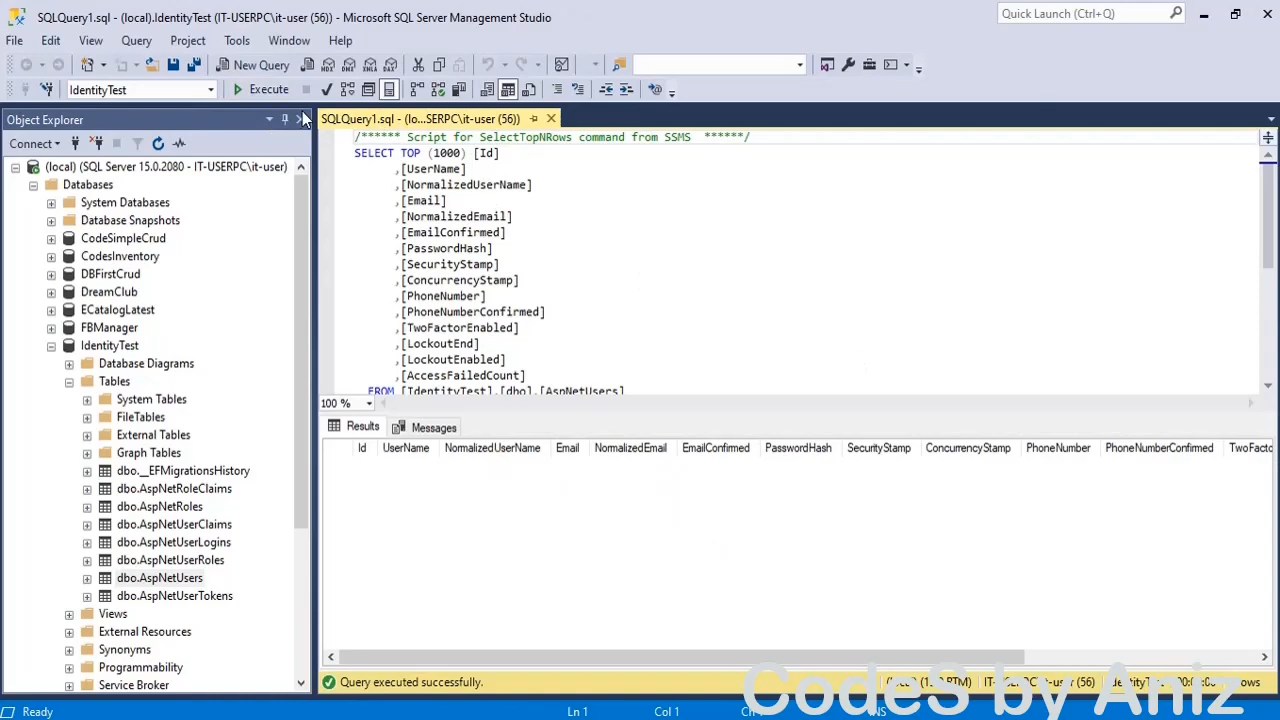 SQLQuery1.sql - (local).IdentityTest (IT-USERPC\it-user (56)) - Microsoft SQL Server Management Studio
Quick Launch (Ctrl+Q)
File Edit View Query Project Tools Window Help
New Query
IdentityTest Execute
Object Explorer
SQLQuery1.sql - (lo...SERPC\it-user (56))
Connect
/****** Script for SelectTopNRows command from SSMS ******/
SELECT TOP (1000) [Id]
,[UserName]
,[NormalizedUserName]
,[Email]
,[NormalizedEmail]
,[EmailConfirmed]
,[PasswordHash]
,[SecurityStamp]
,[ConcurrencyStamp]
,[PhoneNumber]
,[PhoneNumberConfirmed]
,[TwoFactorEnabled]
,[LockoutEnd]
,[LockoutEnabled]
,[AccessFailedCount]
FROM [IdentityTest].[dbo].[AspNetUsers]
(local) (SQL Server 15.0.2080 - IT-USERPC\it-user)
Databases
System Databases
Database Snapshots
CodeSimpleCrud
CodesInventory
DBFirstCrud
DreamClub
ECatalogLatest
FBManager
IdentityTest
Database Diagrams
Tables
System Tables
FileTables
External Tables
Graph Tables
dbo.__EFMigrationsHistory
dbo.AspNetRoleClaims
dbo.AspNetRoles
dbo.AspNetUserClaims
dbo.AspNetUserLogins
dbo.AspNetUserRoles
dbo.AspNetUsers
dbo.AspNetUserTokens
Views
External Resources
Synonyms
Programmability
Service Broker
100 %
Results Messages
Id UserName NormalizedUserName Email NormalizedEmail EmailConfirmed PasswordHash SecurityStamp ConcurrencyStamp PhoneNumber PhoneNumberConfirmed TwoFacto
Query executed successfully. IT-USERPC\it-user (56)
CodeS by Aniz
Ready Ln 1 Col 1 INS